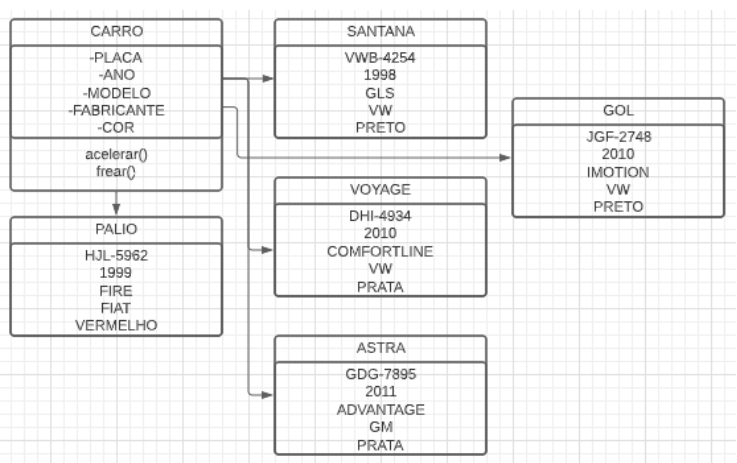 CARRO
-PLACA
-ANO
-MODELO
-FABRICANTE
-COR
acelerar()
frear()
SANTANA
VWB-4254
1998
GLS
VW
PRETO
GOL
JGF-2748
2010
IMOTION
VW
PRETO
VOYAGE
DHI-4934
2010
COMFORTLINE
VW
PRATA
PALIO
HJL-5962
1999
FIRE
FIAT
VERMELHO
ASTRA
GDG-7895
2011
ADVANTAGE
GM
PRATA